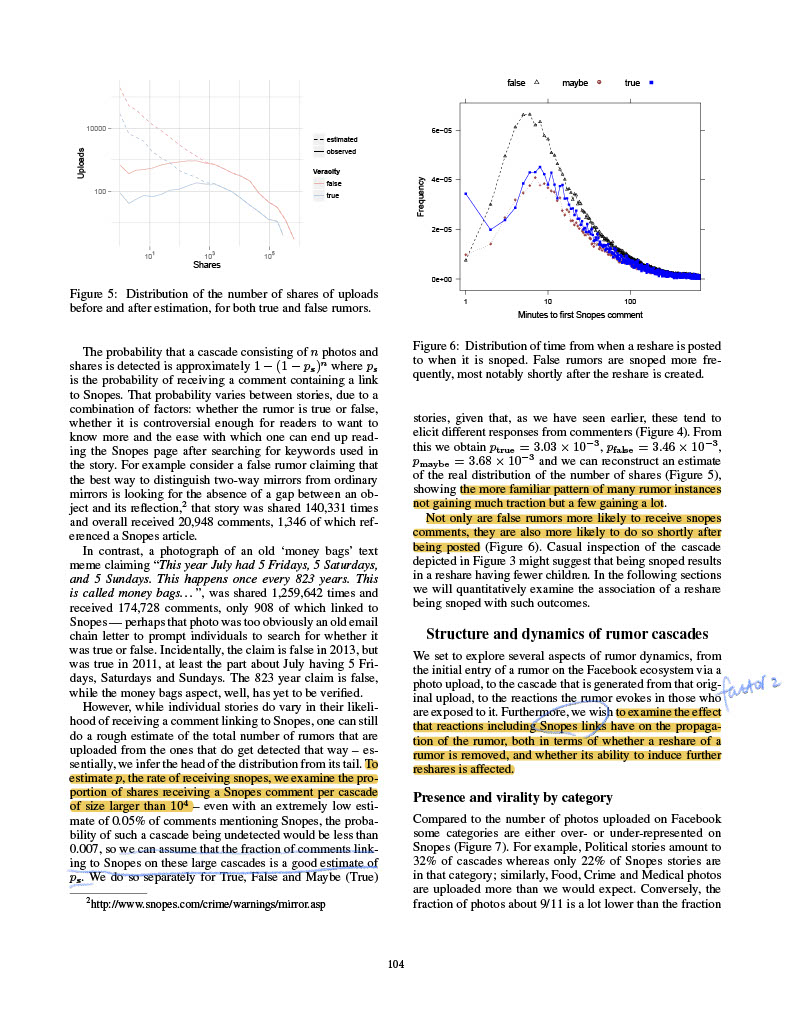 10000
100
Uploads
10¹
10³
10⁵
Shares
estimated
observed
Veracity
false
true
Figure 5: Distribution of the number of shares of uploads
before and after estimation, for both true and false rumors.
The probability that a cascade consisting of n photos and
shares is detected is approximately 1 − (1 − pₛ)ⁿ where pₛ
is the probability of receiving a comment containing a link
to Snopes. That probability varies between stories, due to a
combination of factors: whether the rumor is true or false,
whether it is controversial enough for readers to want to
know more and the ease with which one can end up read-
ing the Snopes page after searching for keywords used in
the story. For example consider a false rumor claiming that
the best way to distinguish two-way mirrors from ordinary
mirrors is looking for the absence of a gap between an ob-
ject and its reflection,² that story was shared 140,331 times
and overall received 20,948 comments, 1,346 of which ref-
erenced a Snopes article.
In contrast, a photograph of an old ‘money bags’ text
meme claiming “This year July had 5 Fridays, 5 Saturdays,
and 5 Sundays. This happens once every 823 years. This
is called money bags. . . ”, was shared 1,259,642 times and
received 174,728 comments, only 908 of which linked to
Snopes — perhaps that photo was too obviously an old email
chain letter to prompt individuals to search for whether it
was true or false. Incidentally, the claim is false in 2013, but
was true in 2011, at least the part about July having 5 Fri-
days, Saturdays and Sundays. The 823 year claim is false,
while the money bags aspect, well, has yet to be verified.
However, while individual stories do vary in their likeli-
hood of receiving a comment linking to Snopes, one can still
do a rough estimate of the total number of rumors that are
uploaded from the ones that do get detected that way – es-
sentially, we infer the head of the distribution from its tail. To
estimate p, the rate of receiving snopes, we examine the pro-
portion of shares receiving a Snopes comment per cascade
of size larger than 10⁴ – even with an extremely low esti-
mate of 0.05% of comments mentioning Snopes, the proba-
bility of such a cascade being undetected would be less than
0.007, so we can assume that the fraction of comments link-
ing to Snopes on these large cascades is a good estimate of
pₛ. We do so separately for True, False and Maybe (True)
²http://www.snopes.com/crime/warnings/mirror.asp
false
maybe
true
6e−05
4e−05
2e−05
0e+00
Frequency
1
10
100
Minutes to first Snopes comment
Figure 6: Distribution of time from when a reshare is posted
to when it is snoped. False rumors are snoped more fre-
quently, most notably shortly after the reshare is created.
stories, given that, as we have seen earlier, these tend to
elicit different responses from commenters (Figure 4). From
this we obtain pₜᵣᵤₑ = 3.03 × 10⁻³, p_false = 3.46 × 10⁻³,
p_maybe = 3.68 × 10⁻³ and we can reconstruct an estimate
of the real distribution of the number of shares (Figure 5),
showing the more familiar pattern of many rumor instances
not gaining much traction but a few gaining a lot.
Not only are false rumors more likely to receive snopes
comments, they are also more likely to do so shortly after
being posted (Figure 6). Casual inspection of the cascade
depicted in Figure 3 might suggest that being snoped results
in a reshare having fewer children. In the following sections
we will quantitatively examine the association of a reshare
being snoped with such outcomes.
Structure and dynamics of rumor cascades
We set to explore several aspects of rumor dynamics, from
the initial entry of a rumor on the Facebook ecosystem via a
photo upload, to the cascade that is generated from that orig-
inal upload, to the reactions the rumor evokes in those who
are exposed to it. Furthermore, we wish to examine the effect
that reactions including Snopes links have on the propaga-
tion of the rumor, both in terms of whether a reshare of a
rumor is removed, and whether its ability to induce further
reshares is affected.
factor 2
Presence and virality by category
Compared to the number of photos uploaded on Facebook
some categories are either over- or under-represented on
Snopes (Figure 7). For example, Political stories amount to
32% of cascades whereas only 22% of Snopes stories are
in that category; similarly, Food, Crime and Medical photos
are uploaded more than we would expect. Conversely, the
fraction of photos about 9/11 is a lot lower than the fraction
104